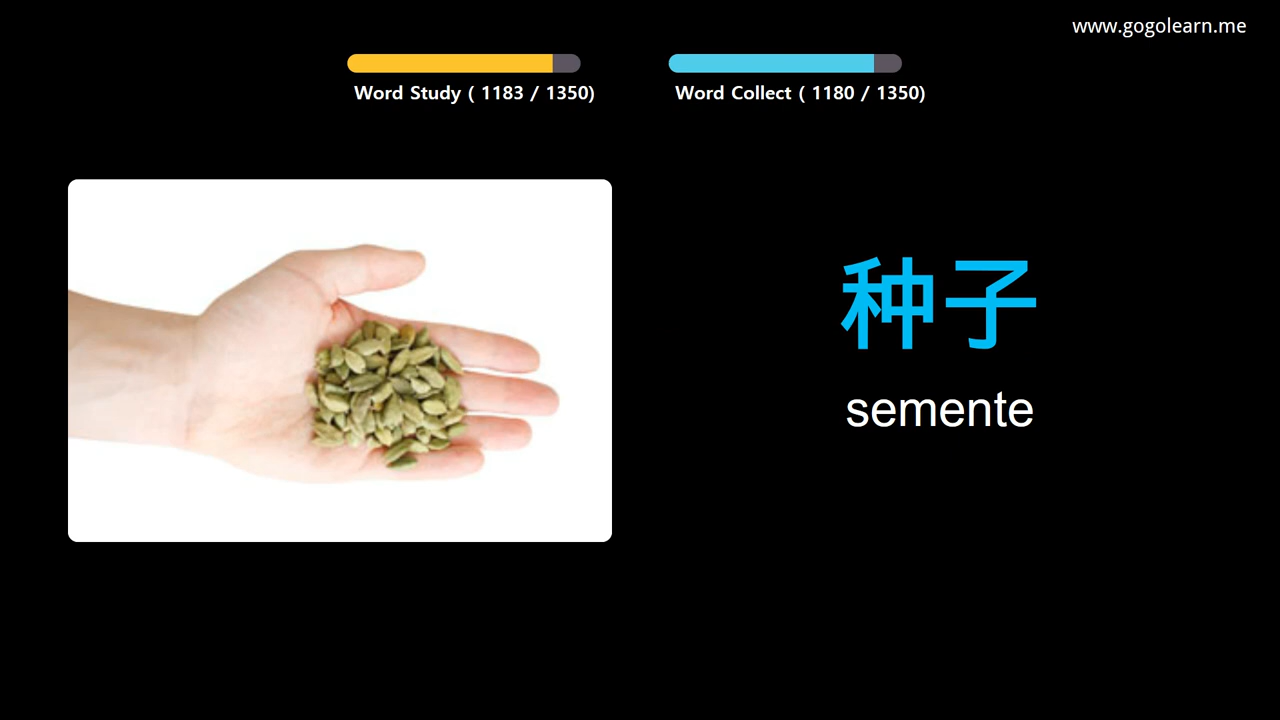 www.gogolearn.me
Word Study ( 1183 / 1350)
Word Collect ( 1180 / 1350)
种子
semente